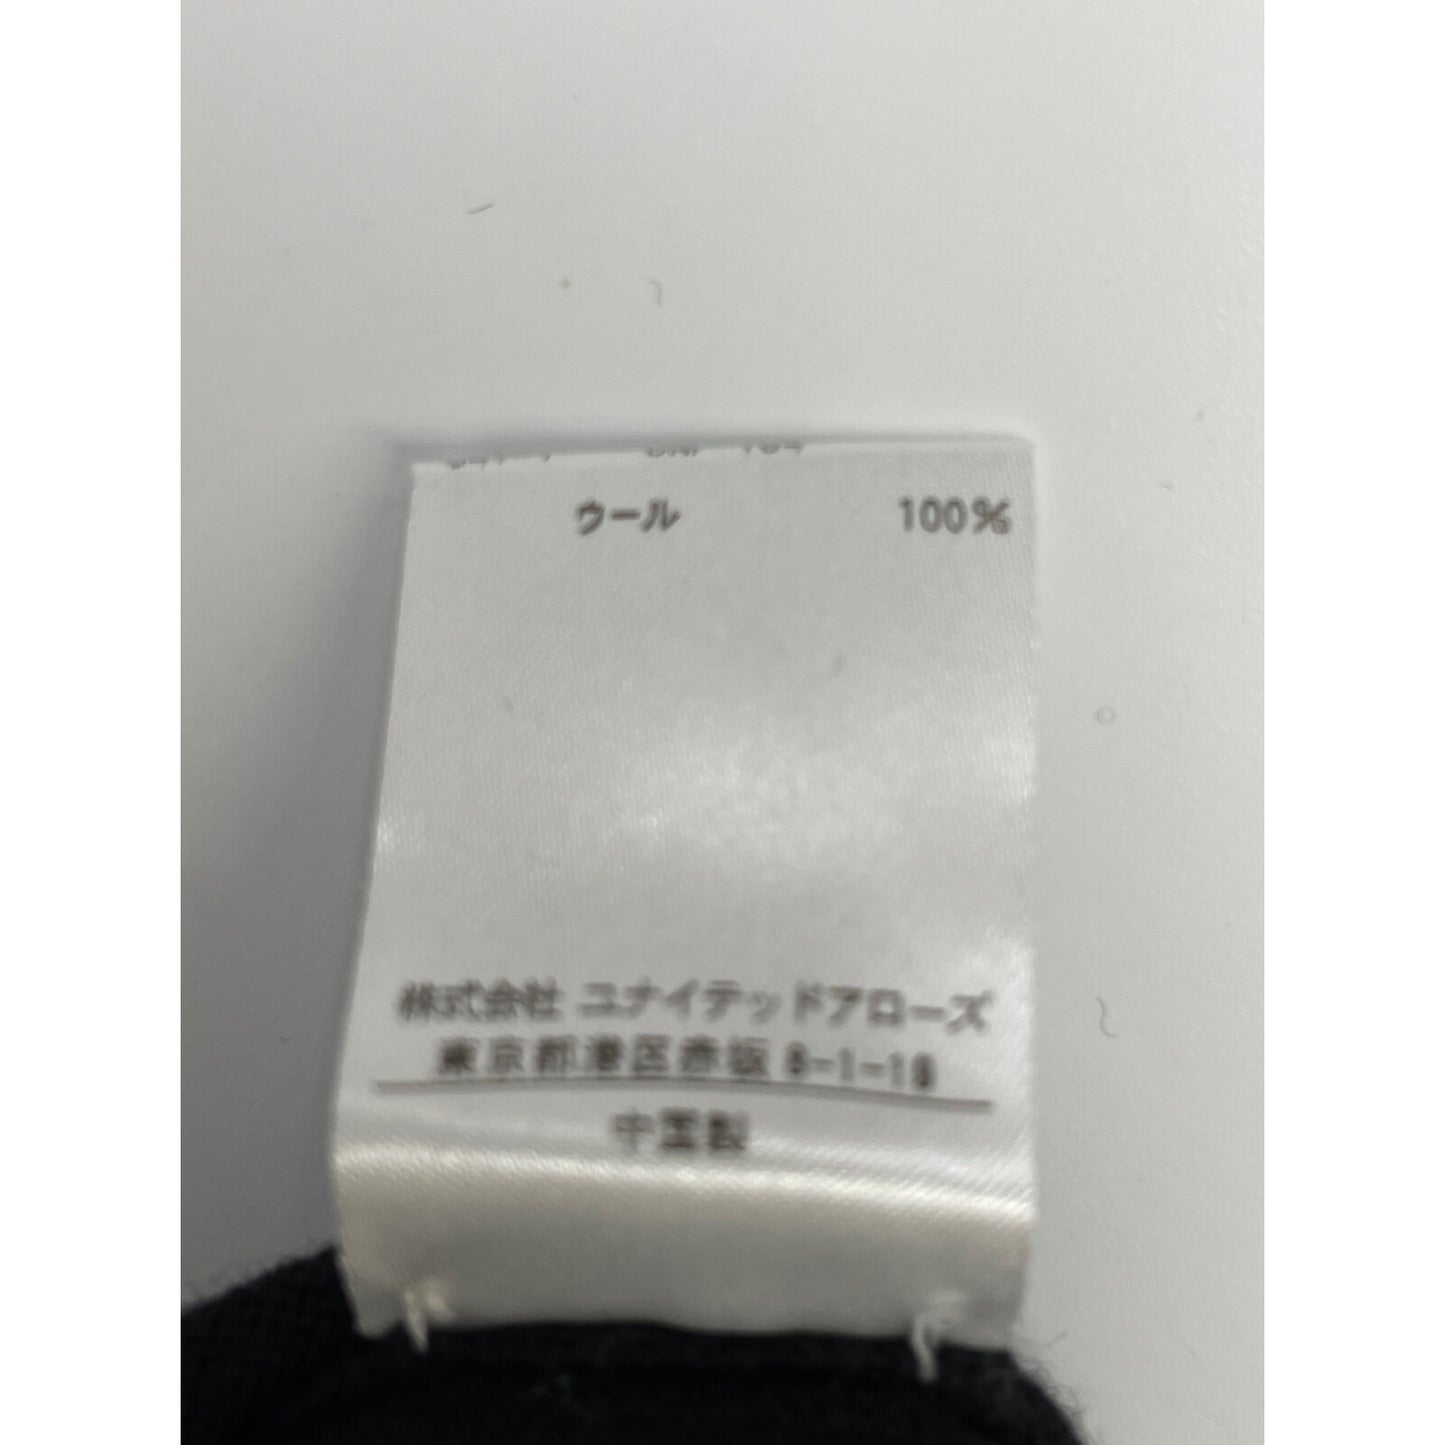 ウール 100%
株式会社 ユナイテッドアローズ
東京都港区赤坂 8-1-19
中国製